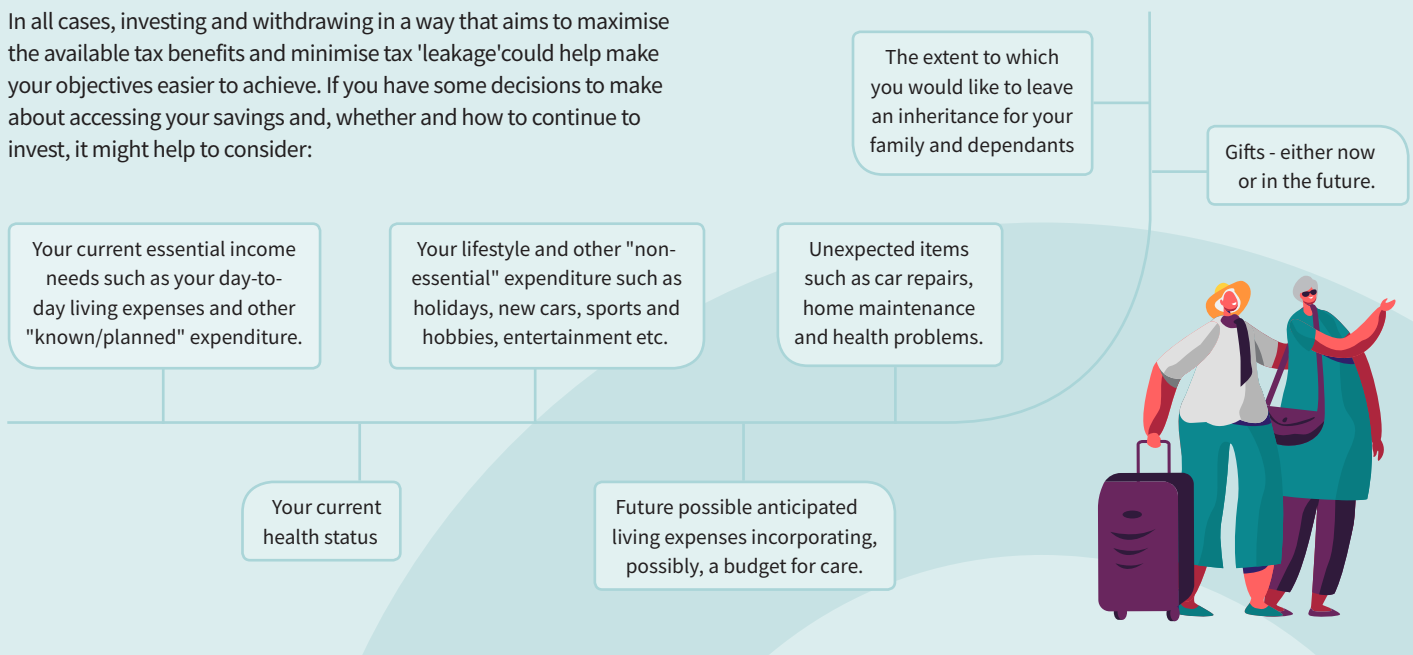 In all cases, investing and withdrawing in a way that aims to maximise
the available tax benefits and minimise tax 'leakage'could help make
your objectives easier to achieve. If you have some decisions to make
about accessing your savings and, whether and how to continue to
invest, it might help to consider:
Your current essential income
needs such as your day-to-
day living expenses and other
"known/planned" expenditure.
Your current
health status
Your lifestyle and other "non-
essential" expenditure such as
holidays, new cars, sports and
hobbies, entertainment etc.
Future possible anticipated
living expenses incorporating,
possibly, a budget for care.
Unexpected items
such as car repairs,
home maintenance
and health problems.
Gifts - either now
or in the future.
The extent to which
you would like to leave
an inheritance for your
family and dependants